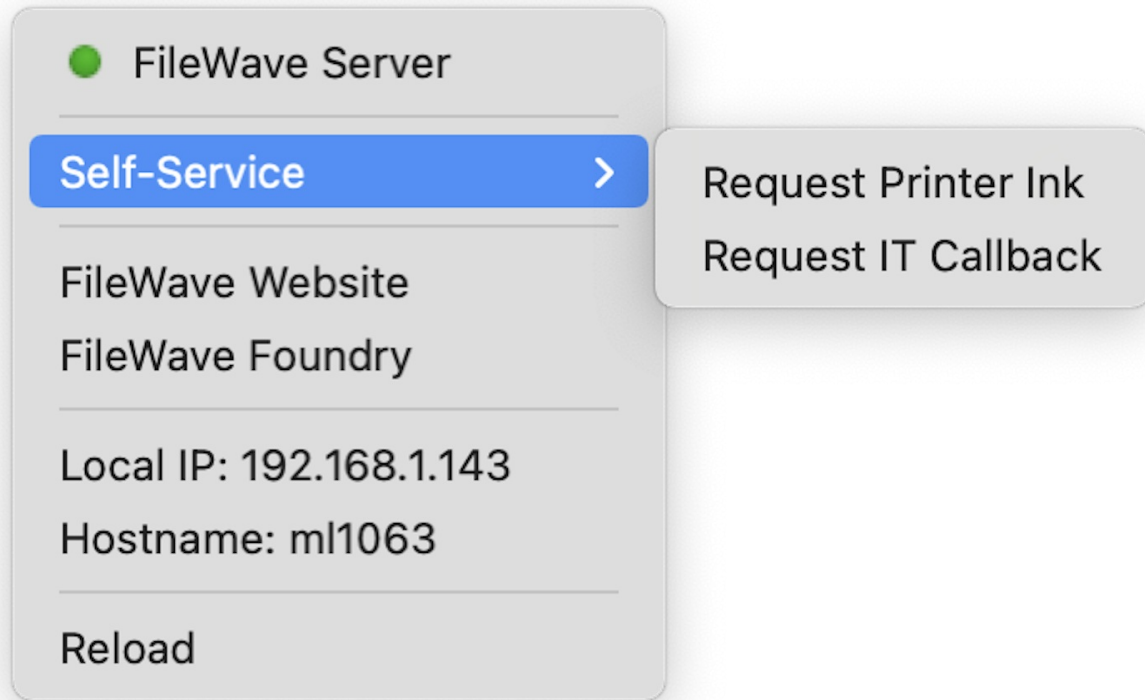 FileWave Server
Self-Service
Request Printer Ink
Request IT Callback
FileWave Website
FileWave Foundry
Local IP: 192.168.1.143
Hostname: ml1063
Reload